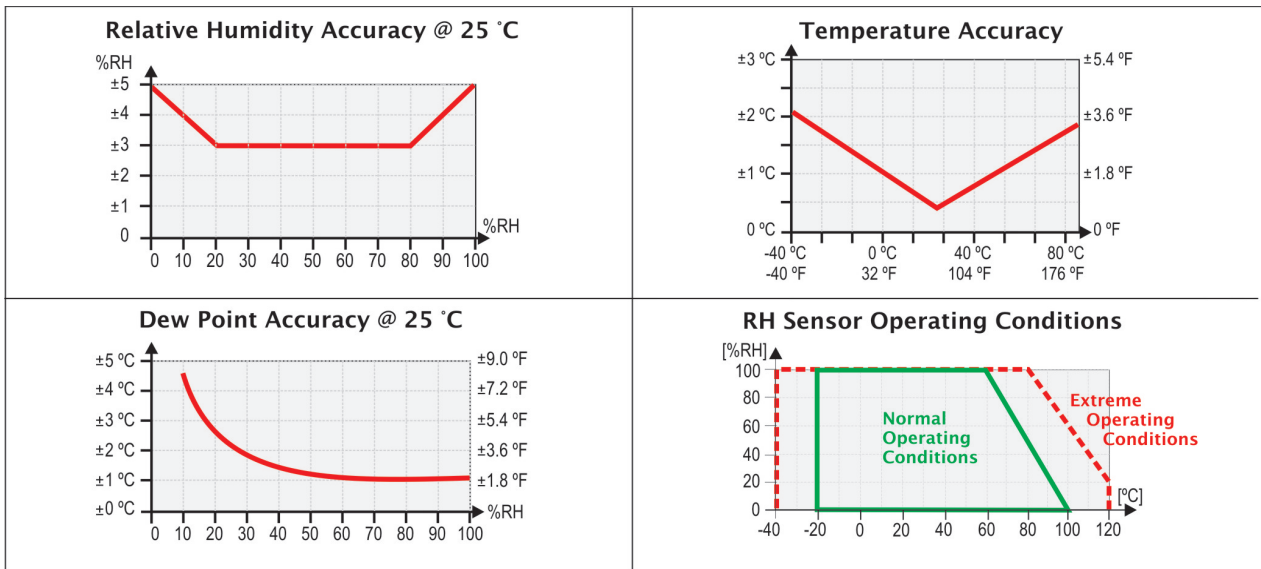 Relative Humidity Accuracy @ 25 °C
%RH
±5
±4
±3
±2
±1
0
%RH
0 10 20 30 40 50 60 70 80 90 100
Temperature Accuracy
±3 ºC ±5.4 ºF
±2 ºC ±3.6 ºF
±1 ºC ±1.8 ºF
0 ºC 0 ºF
-40 ºC 0 ºC 40 ºC 80 ºC
-40 ºF 32 ºF 104 ºF 176 ºF
Dew Point Accuracy @ 25 °C
±5 ºC ±9.0 ºF
±4 ºC ±7.2 ºF
±3 ºC ±5.4 ºF
±2 ºC ±3.6 ºF
±1 ºC ±1.8 ºF
±0 ºC %RH
0 10 20 30 40 50 60 70 80 90 100
RH Sensor Operating Conditions
[%RH]
100
80
60
40
20
0
Normal
Operating
Conditions
Extreme
Operating
Conditions
[ºC]
-40 -20 0 20 40 60 80 100 120